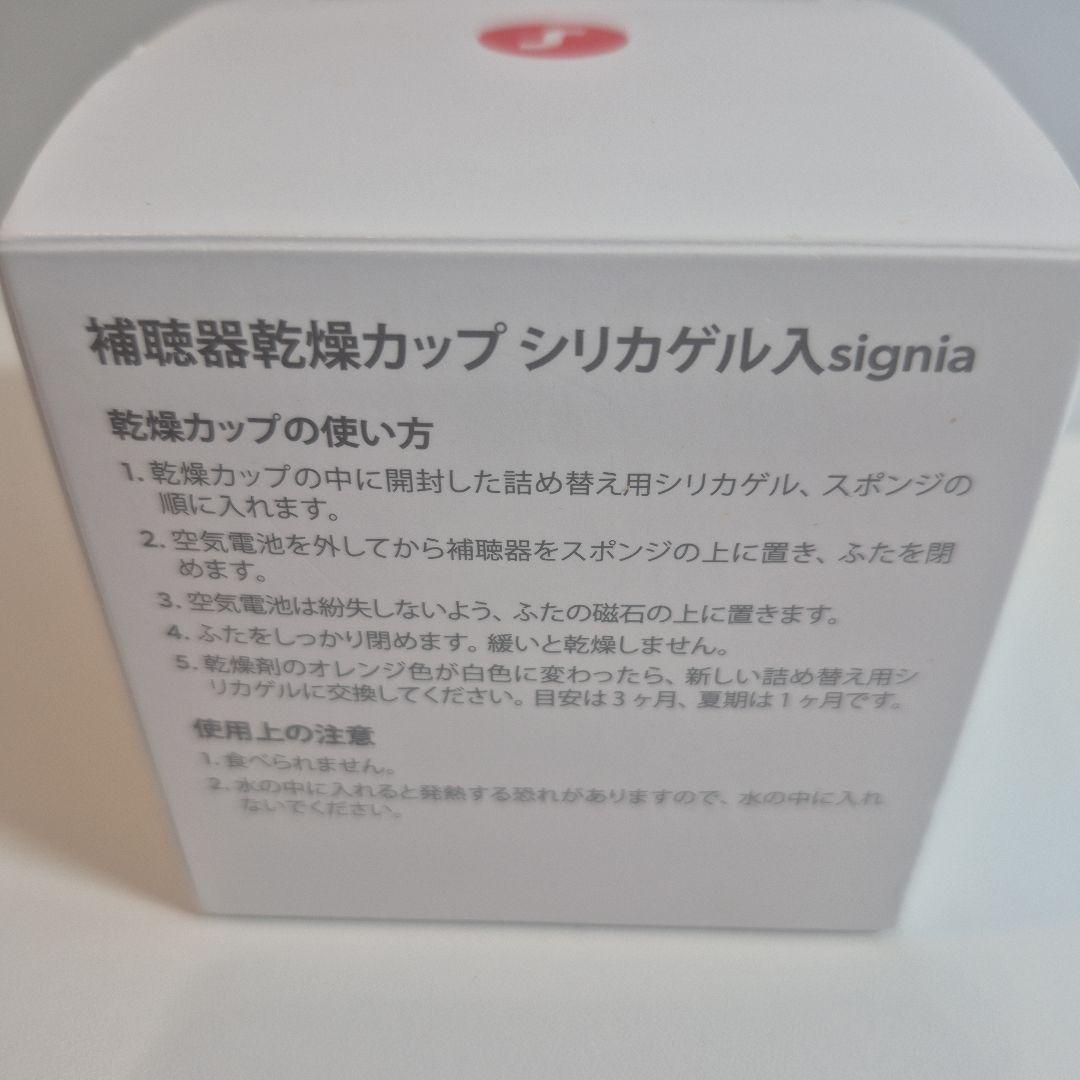 補聴器乾燥カップ シリカゲル入signia
乾燥カップの使い方
1. 乾燥カップの中に開封した詰め替え用シリカゲル、スポンジの
順に入れます。
2. 空気電池を外してから補聴器をスポンジの上に置き、ふたを閉
めます。
3. 空気電池は紛失しないよう、ふたの磁石の上に置きます。
4. ふたをしっかり閉めます。緩いと乾燥しません。
5. 乾燥剤のオレンジ色が白色に変わったら、新しい詰め替え用シ
リカゲルに交換してください。目安は3ヶ月、夏期は1ヶ月です。
使用上の注意
1. 食べられません。
2. 水の中に入れると発熱する恐れがありますので、水の中に入れ
ないでください。